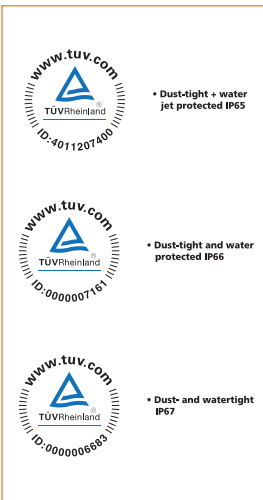 www.tuv.com
®
TÜVRheinland
ID:4011207400
• Dust-tight + water
jet protected IP65
www.tuv.com
®
TÜVRheinland
ID:0000007161
• Dust-tight and water
protected IP66
www.tuv.com
®
TÜVRheinland
ID:0000006683
• Dust- and watertight
IP67